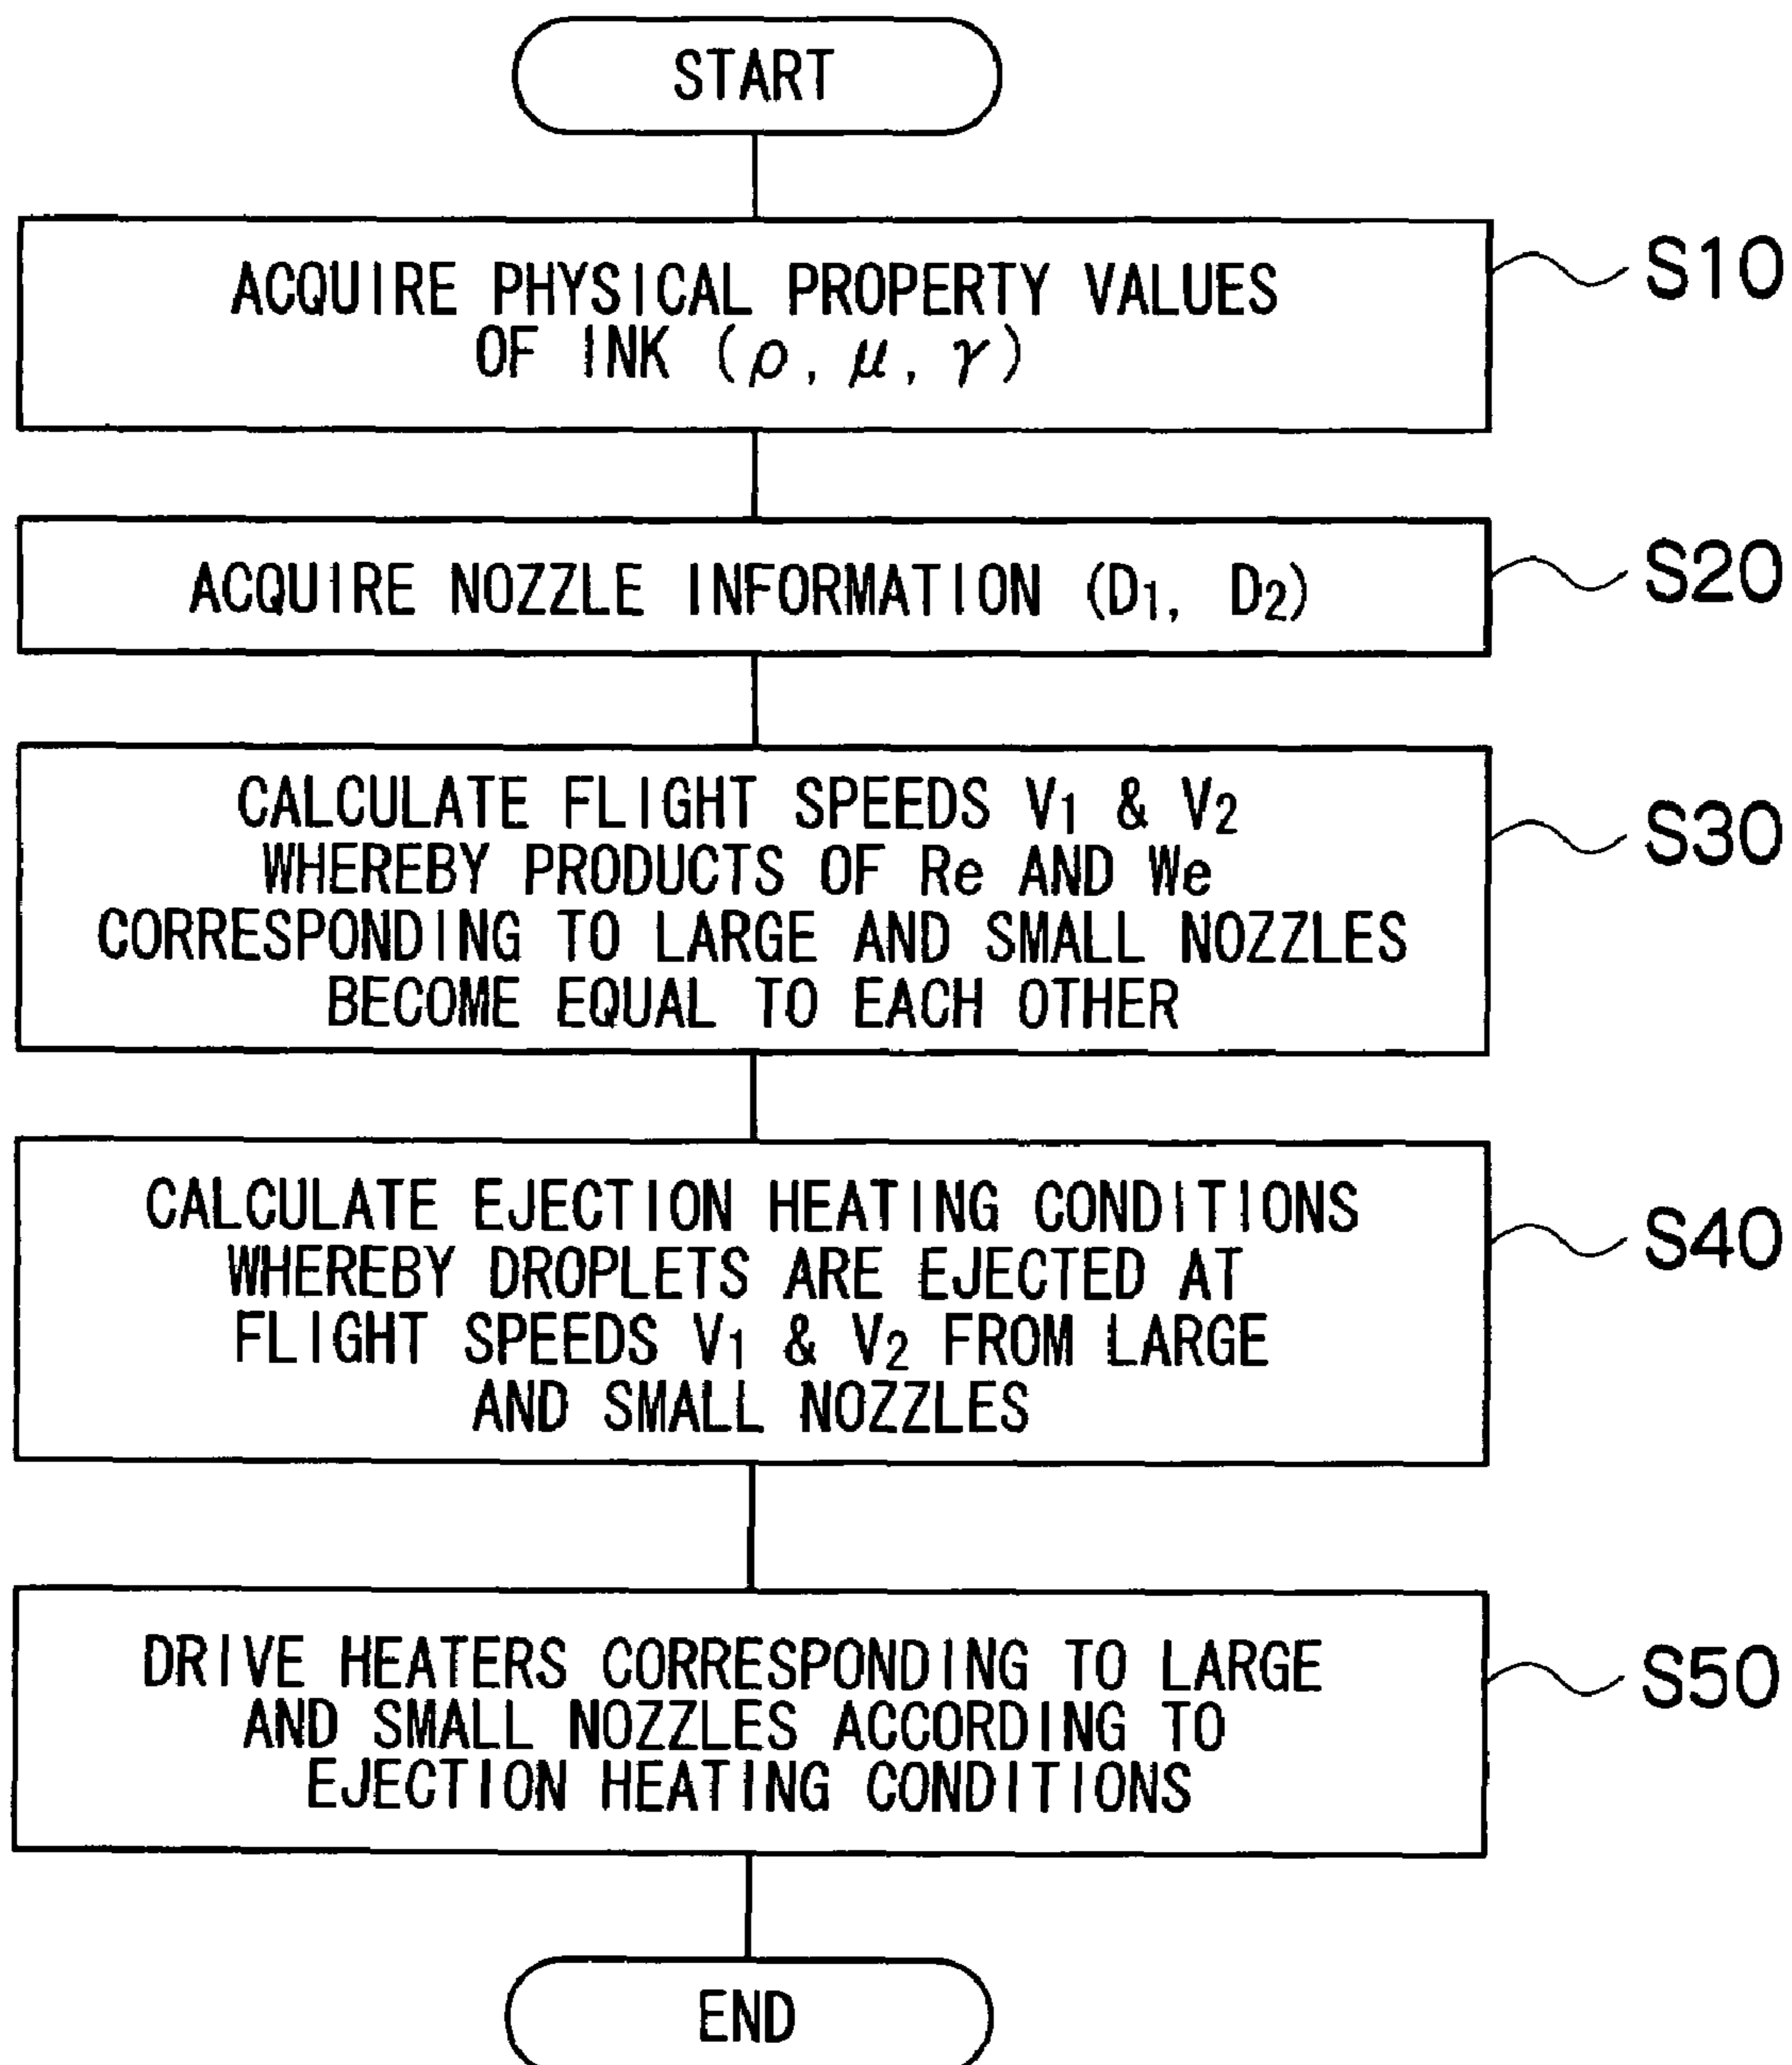 START
ACQUIRE PHYSICAL PROPERTY VALUES
OF INK (ρ, μ, γ)
S10
ACQUIRE NOZZLE INFORMATION (D1, D2)
S20
CALCULATE FLIGHT SPEEDS V1 & V2
WHEREBY PRODUCTS OF Re AND We
CORRESPONDING TO LARGE AND SMALL NOZZLES
BECOME EQUAL TO EACH OTHER
S30
CALCULATE EJECTION HEATING CONDITIONS
WHEREBY DROPLETS ARE EJECTED AT
FLIGHT SPEEDS V1 & V2 FROM LARGE
AND SMALL NOZZLES
S40
DRIVE HEATERS CORRESPONDING TO LARGE
AND SMALL NOZZLES ACCORDING TO
EJECTION HEATING CONDITIONS
S50
END